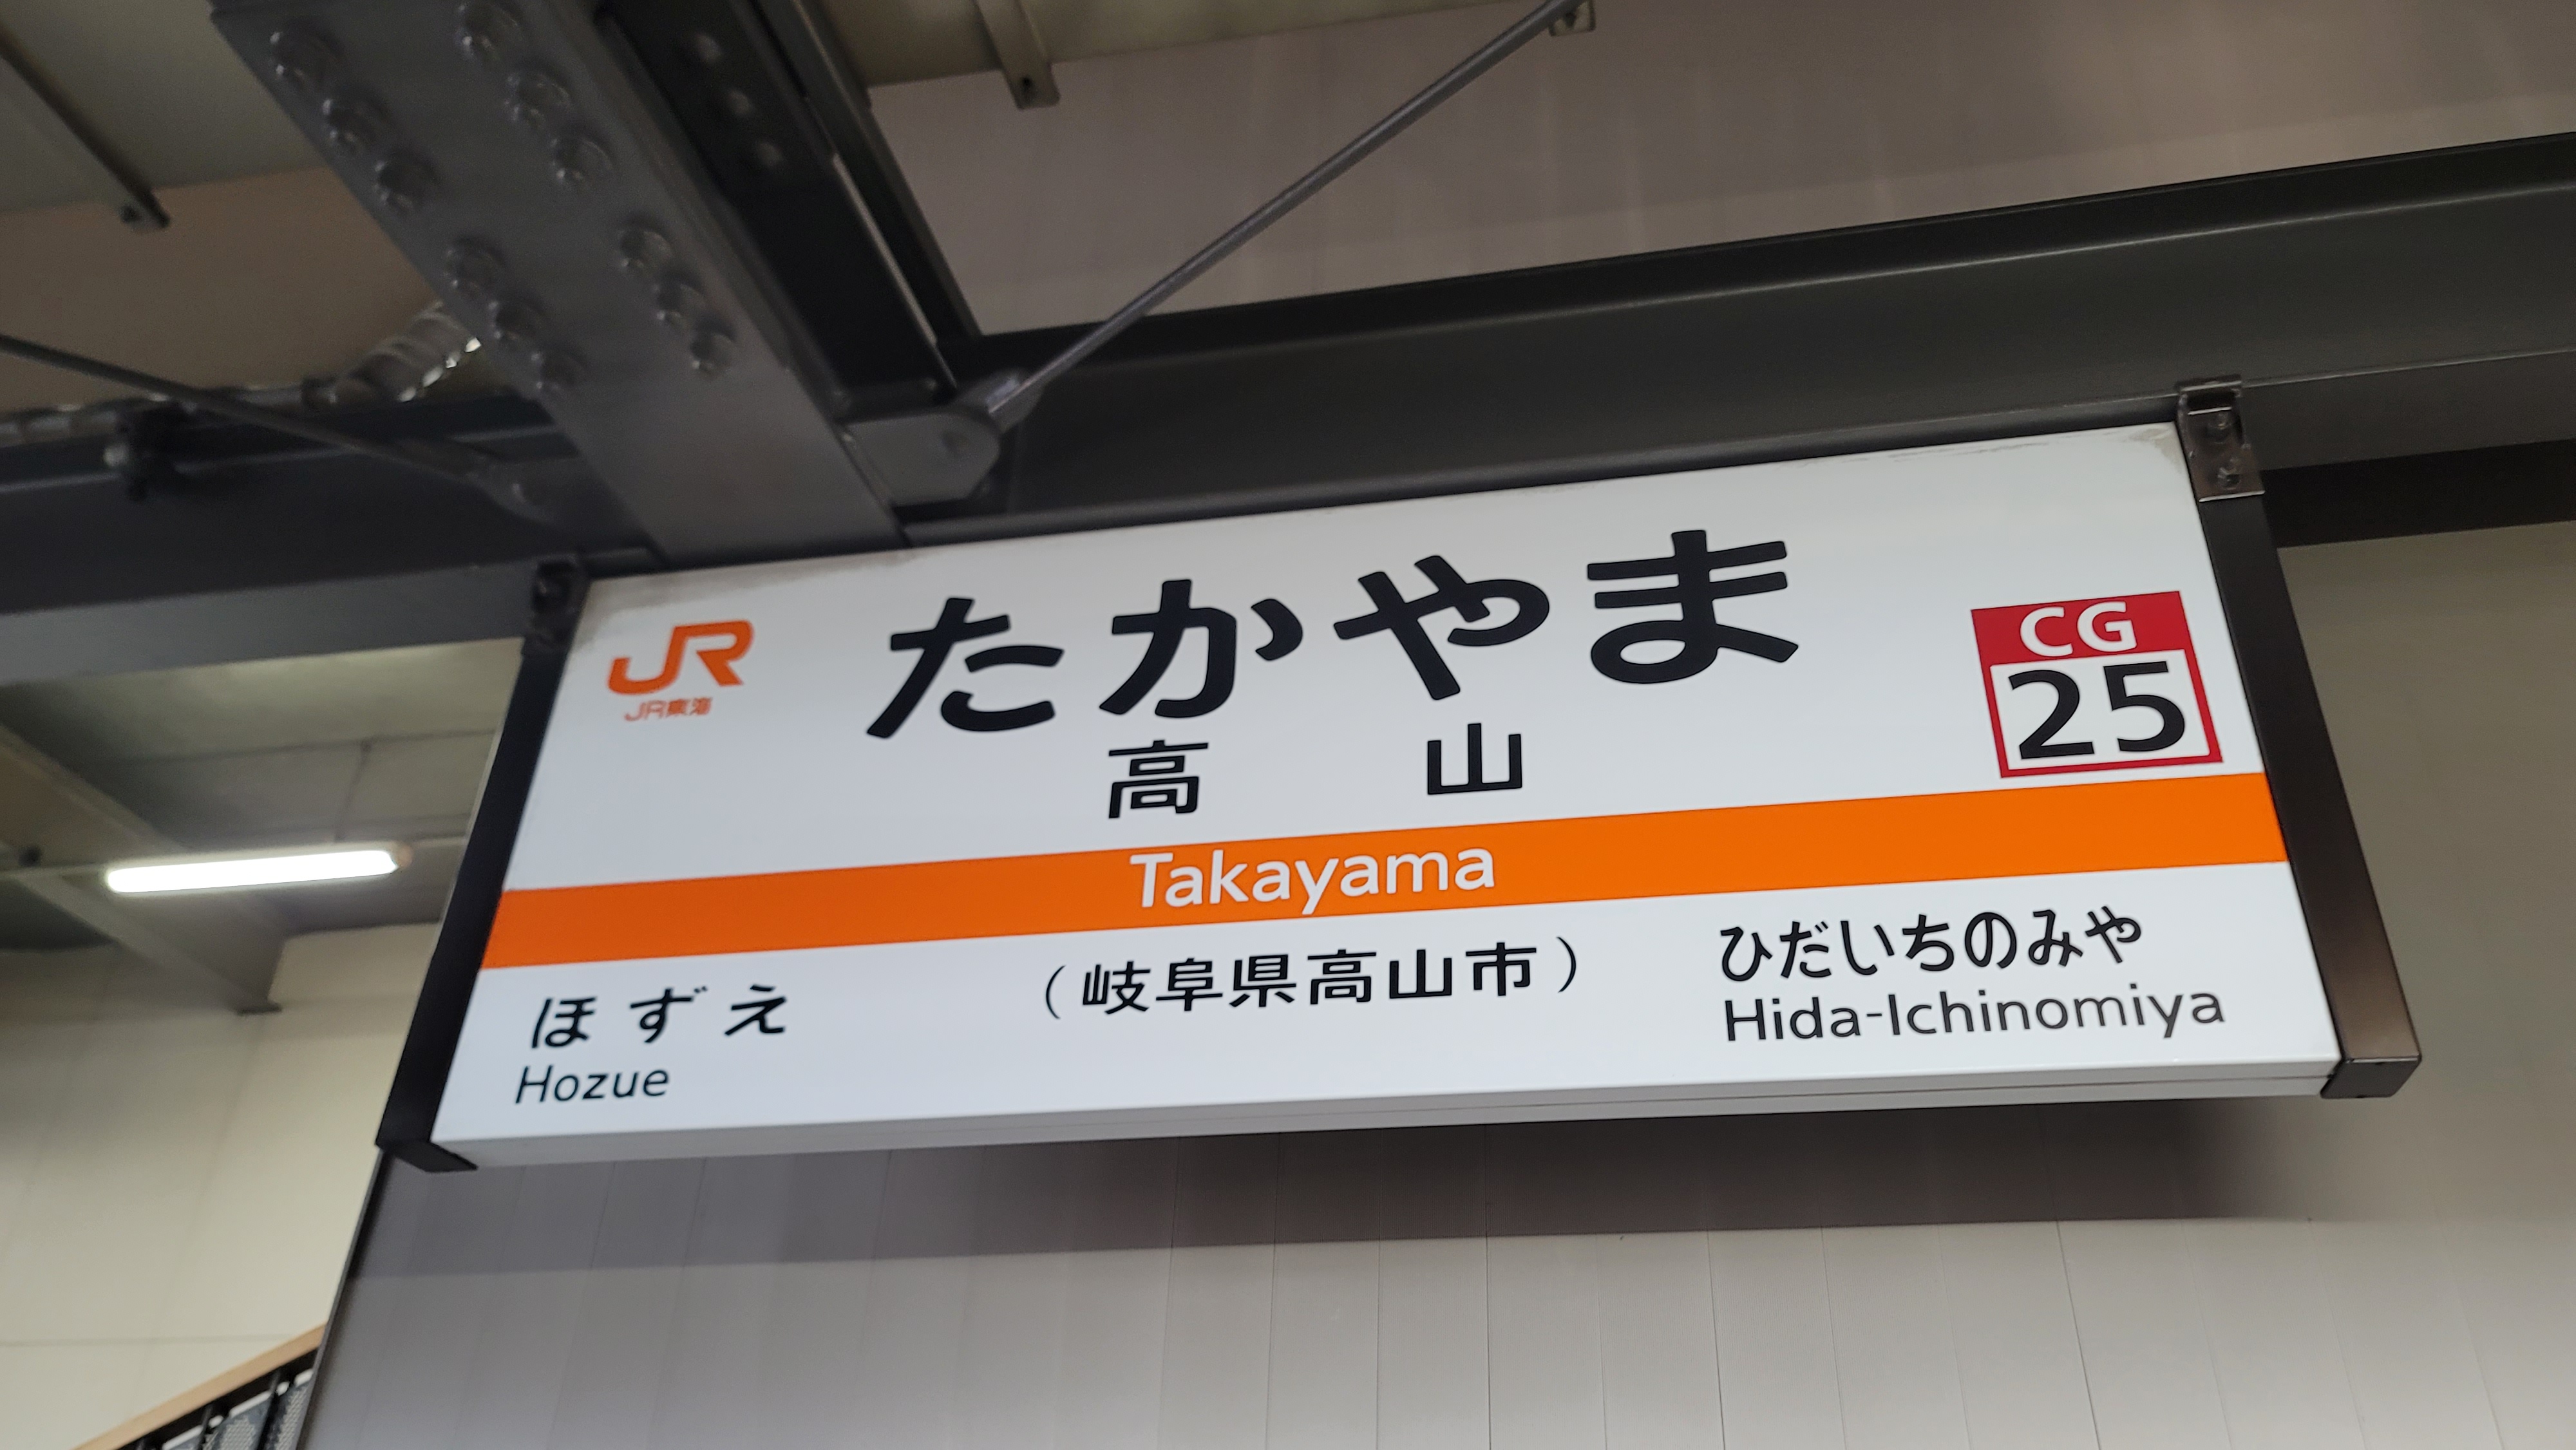 JR
JR東海
たかやま
高山
CG
25
Takayama
ほずえ
Hozue
（岐阜県高山市）
ひだいちのみや
Hida-Ichinomiya